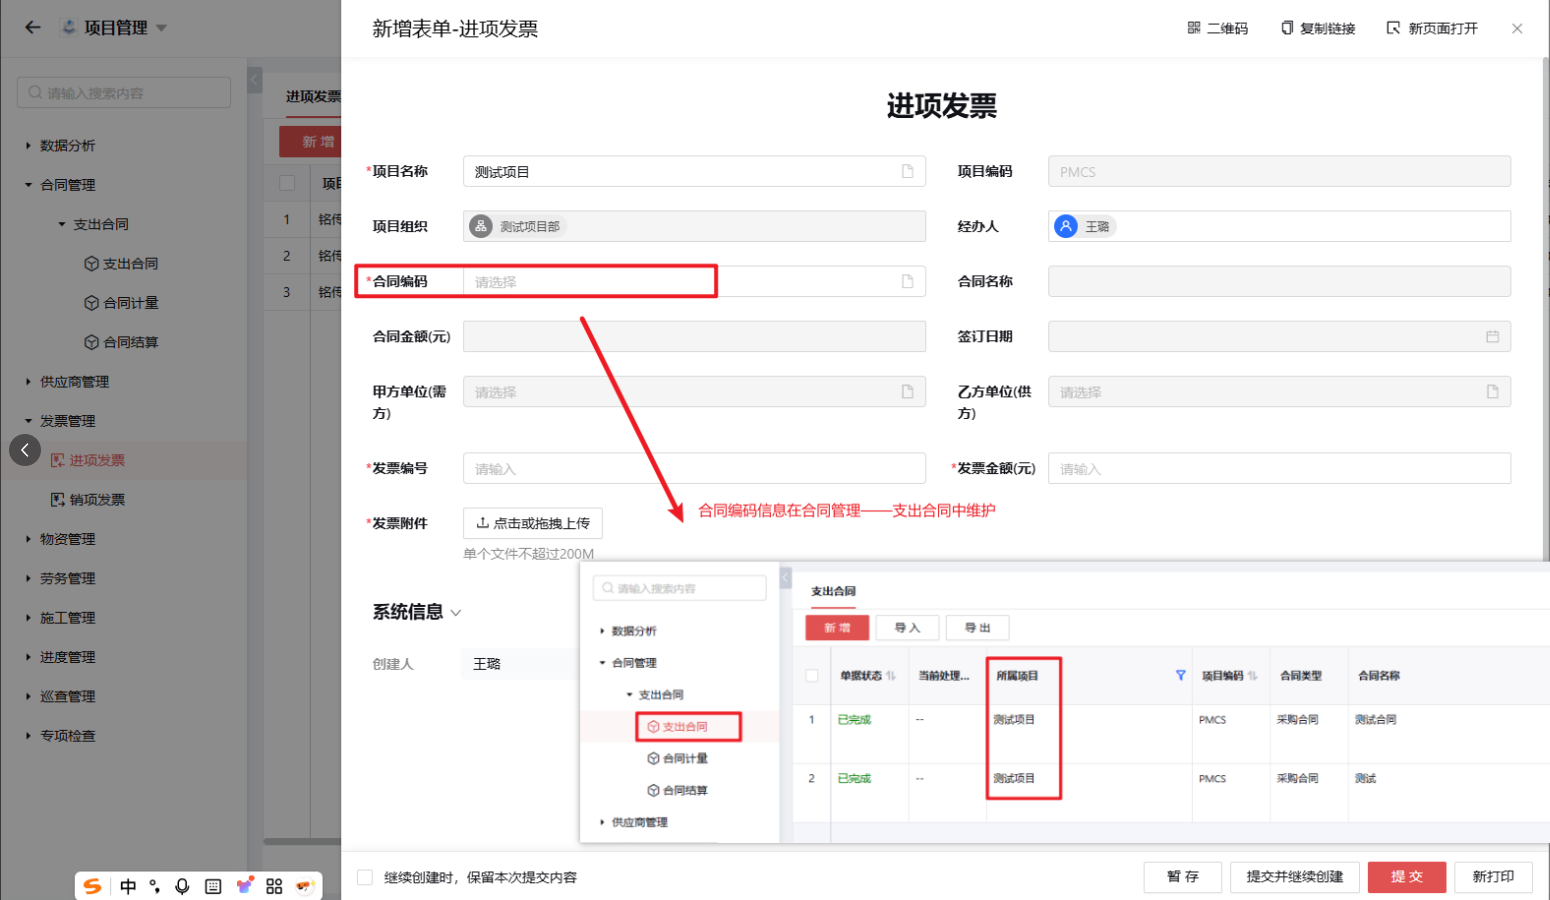 项目管理
新增表单-进项发票
二维码
复制链接
新页面打开
请输入搜索内容
数据分析
合同管理
支出合同
支出合同
合同计量
合同结算
供应商管理
发票管理
进项发票
销项发票
物资管理
劳务管理
施工管理
进度管理
巡查管理
专项检查
进项发票
新 增
项目
1 铭传
2 铭传
3 铭传
进项发票
*项目名称 测试项目
项目编码 PMCS
项目组织 测试项目部
经办人 王璐
*合同编码 请选择
合同名称
合同金额(元)
签订日期
甲方单位(需方) 请选择
乙方单位(供方) 请选择
*发票编号 请输入
*发票金额(元) 请输入
*发票附件 点击或拖拽上传
单个文件不超过200M
合同编码信息在合同管理——支出合同中维护
系统信息
创建人 王璐
请输入搜索内容
数据分析
合同管理
支出合同
支出合同
合同计量
合同结算
供应商管理
支出合同
新 增 导 入 导 出
单据状态 当前处理... 所属项目 项目编码 合同类型 合同名称
1 已完成 -- 测试项目 PMCS 采购合同 测试合同
2 已完成 -- 测试项目 PMCS 采购合同 测试
中
继续创建时，保留本次提交内容
暂 存 提交并继续创建 提 交 新打印